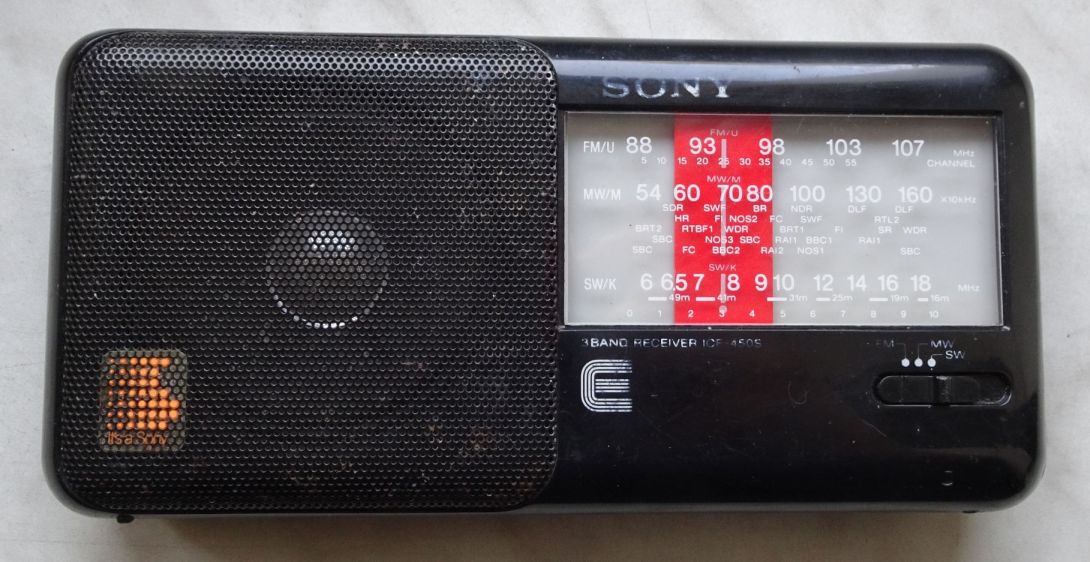 SONY
FM/U
FM/U 88 93 98 103 107 MHz
5 10 15 20 25 30 35 40 45 50 55 CHANNEL
MW/M
MW/M 54 60 70 80 100 130 160 X10kHz
SDR SWF BR NDR DLF DLF
HR FI NOS2 FC SWF RTL2
BRT2 RTBF1 WDR BRT1 FI SR WDR
SBC NOS3 SBC RAI1 BBC1 RAI1
SBC FC BBC2 RAI2 NOS1 SBC
SW/K
SW/K 6 6,5 7 8 9 10 12 14 16 18 MHz
49m 41m 31m 25m 19m 16m
0 1 2 3 4 5 6 7 8 9 10
3 BAND RECEIVER ICF-450S
FM MW
SW
E
It's a Sony